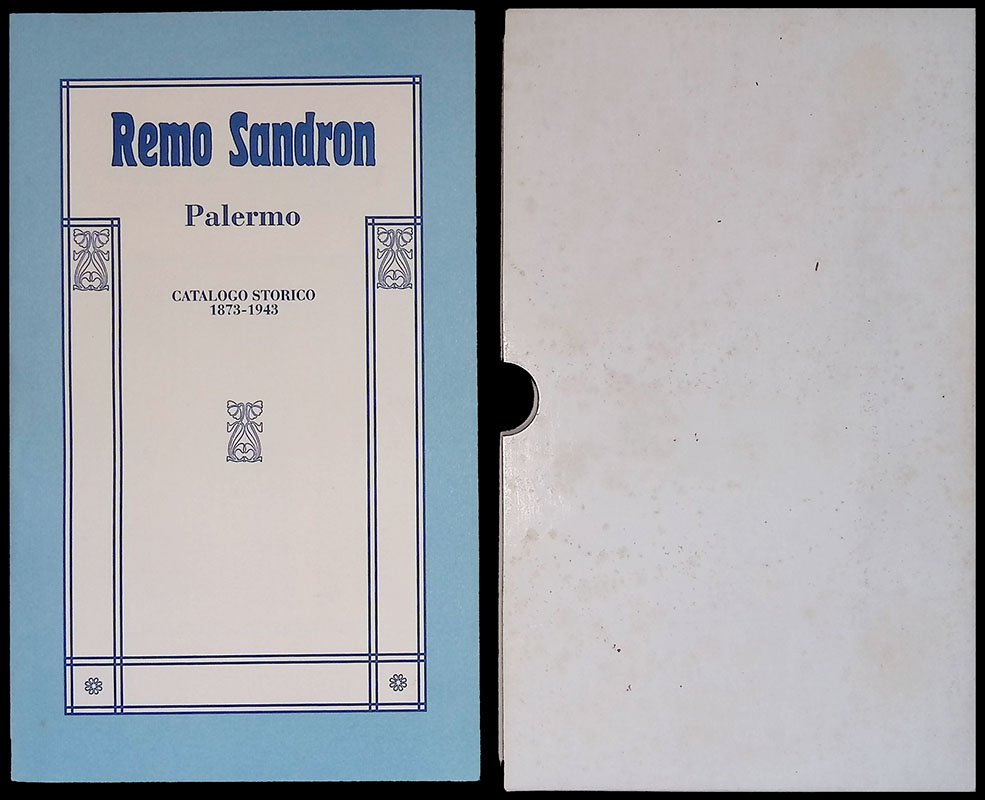 Remo Sandron
Palermo
CATALOGO STORICO
1873-1943